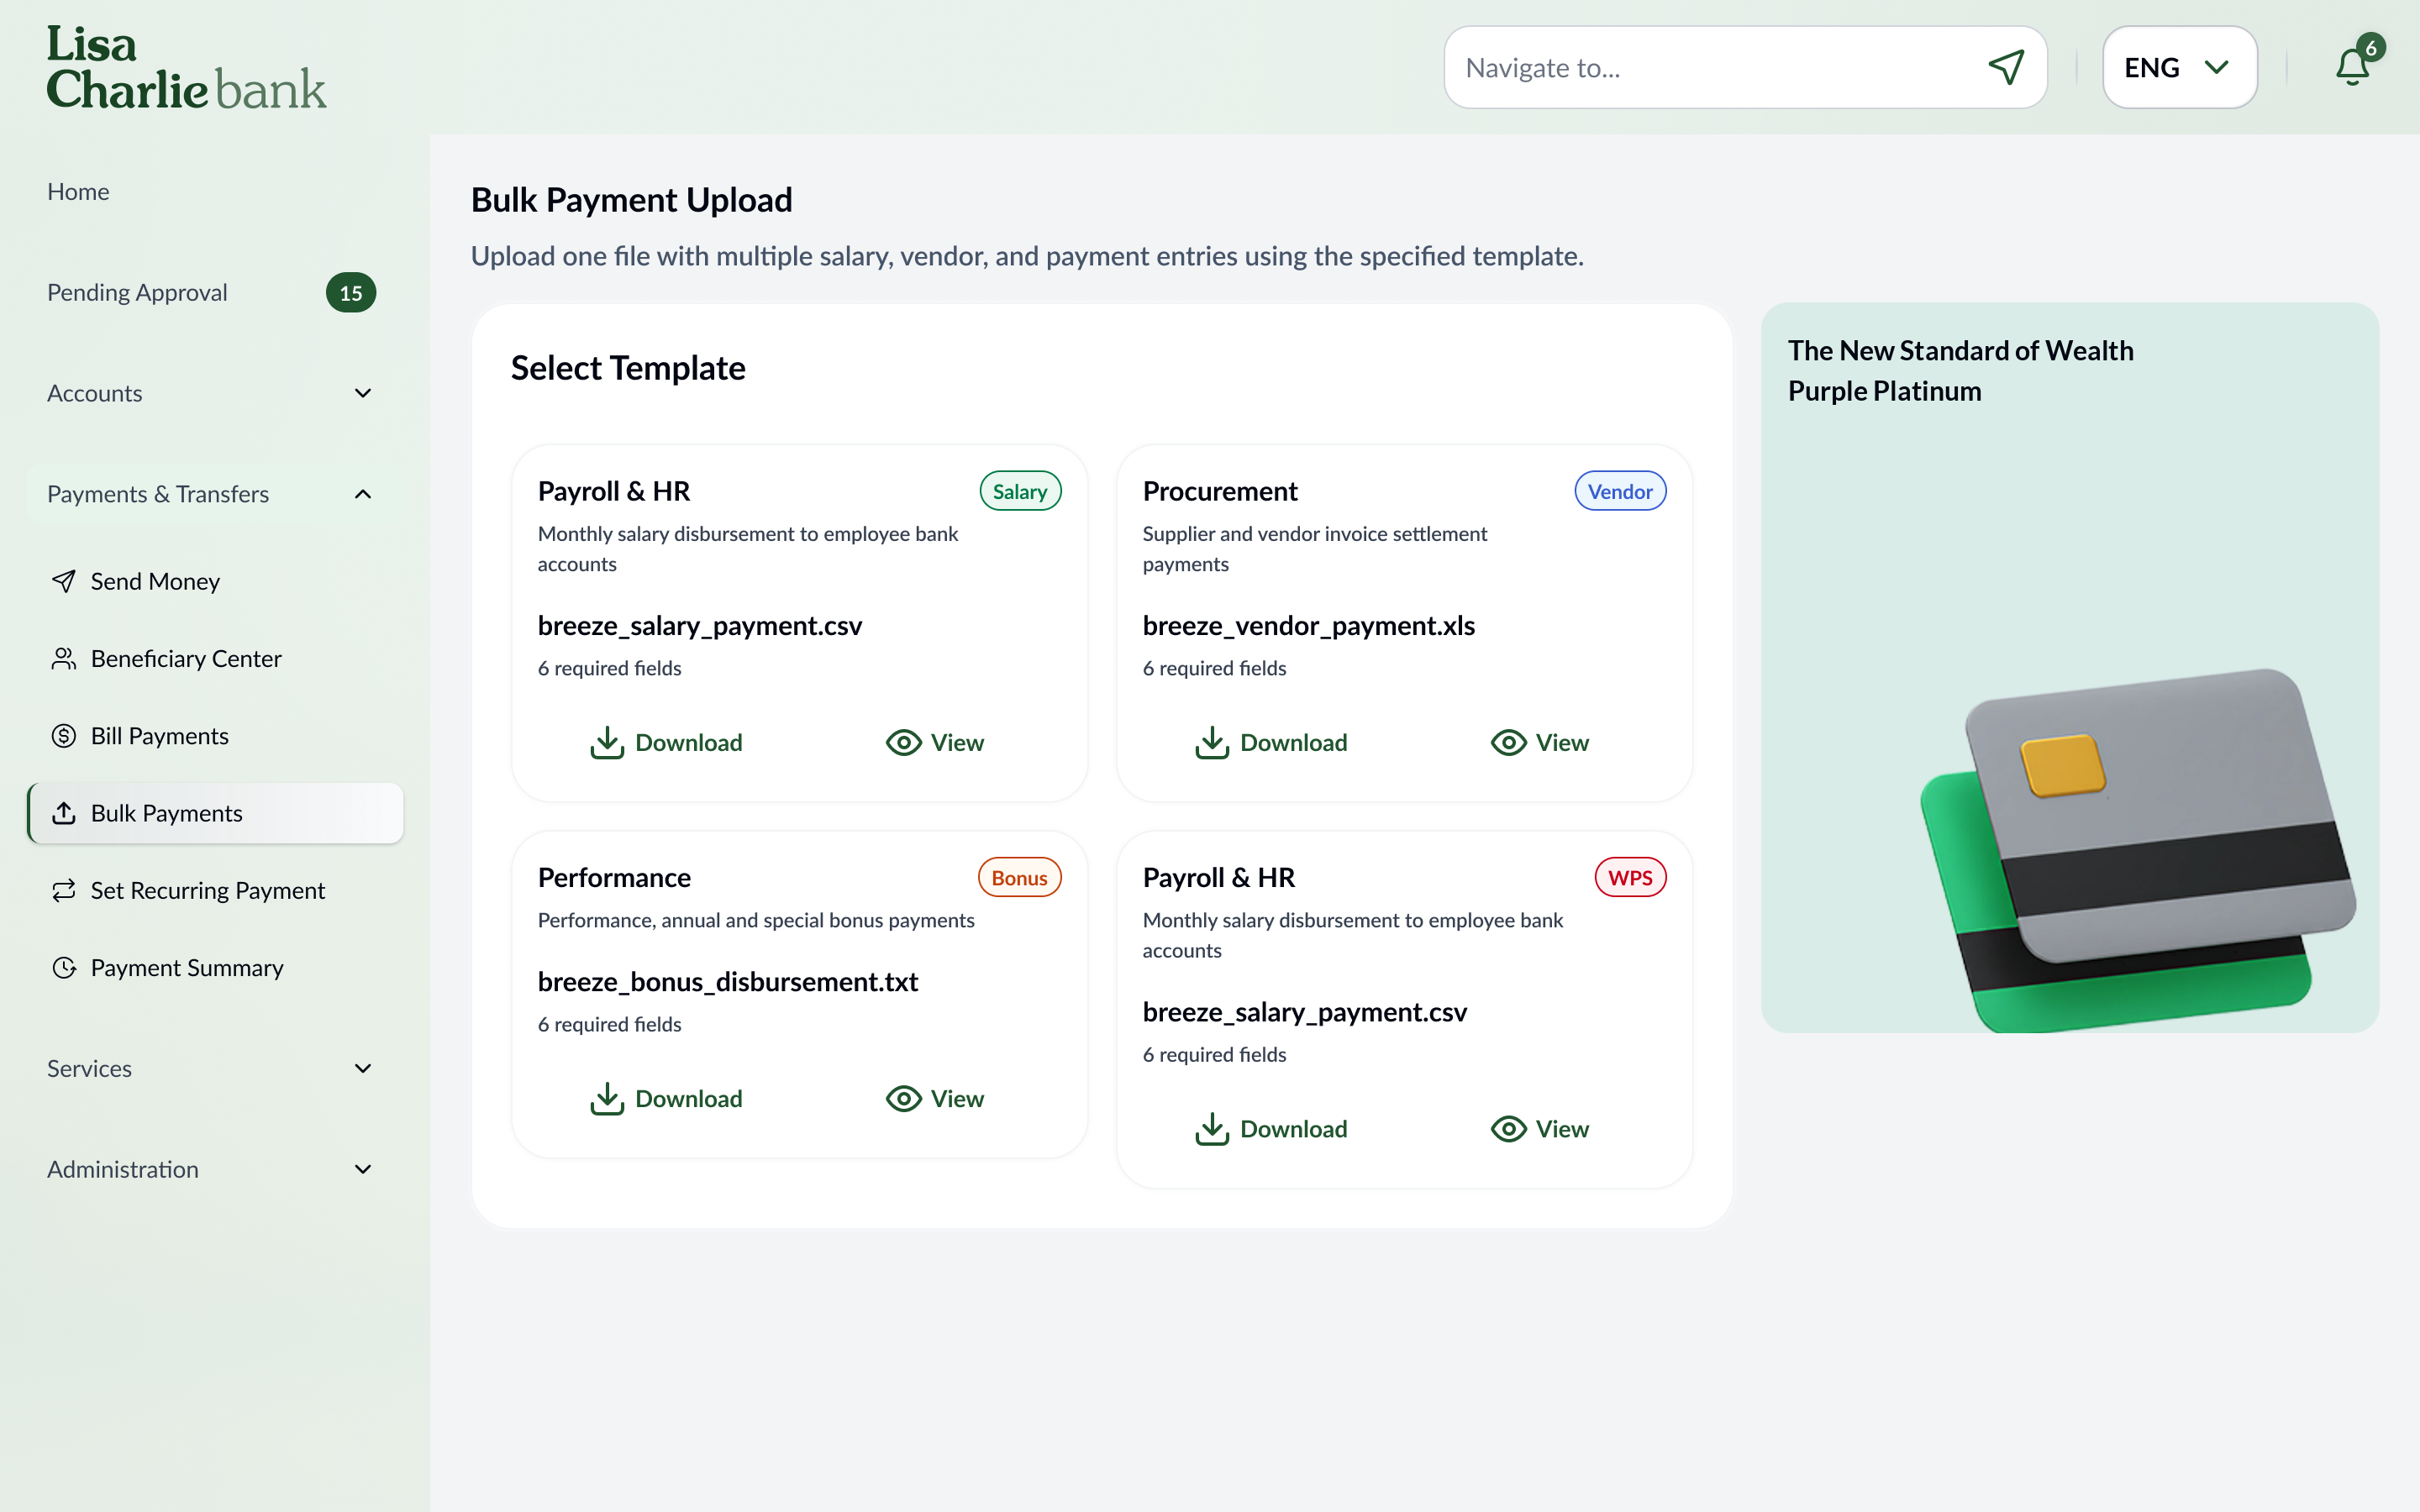 Lisa
Charlie bank
Navigate to...
ENG
6
Home
Pending Approval
15
Accounts
Payments & Transfers
Send Money
Beneficiary Center
Bill Payments
Bulk Payments
Set Recurring Payment
Payment Summary
Services
Administration
Bulk Payment Upload
Upload one file with multiple salary, vendor, and payment entries using the specified template.
Select Template
Payroll & HR
Salary
Monthly salary disbursement to employee bank
accounts
breeze_salary_payment.csv
6 required fields
Download
View
Procurement
Vendor
Supplier and vendor invoice settlement
payments
breeze_vendor_payment.xls
6 required fields
Download
View
Performance
Bonus
Performance, annual and special bonus payments
breeze_bonus_disbursement.txt
6 required fields
Download
View
Payroll & HR
WPS
Monthly salary disbursement to employee bank
accounts
breeze_salary_payment.csv
6 required fields
Download
View
The New Standard of Wealth
Purple Platinum